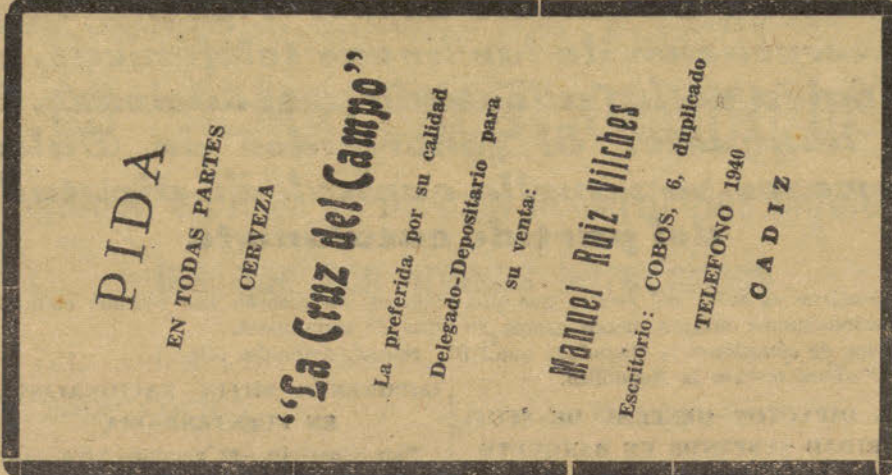 PIDA
EN TODAS PARTES
CERVEZA
“La Cruz del Campo”
La preferida por su calidad
Delegado-Depositario para
su venta:
Manuel Ruiz Vilches
Escritorio: COBOS, 6, duplicado
TELEFONO 1940
CADIZ